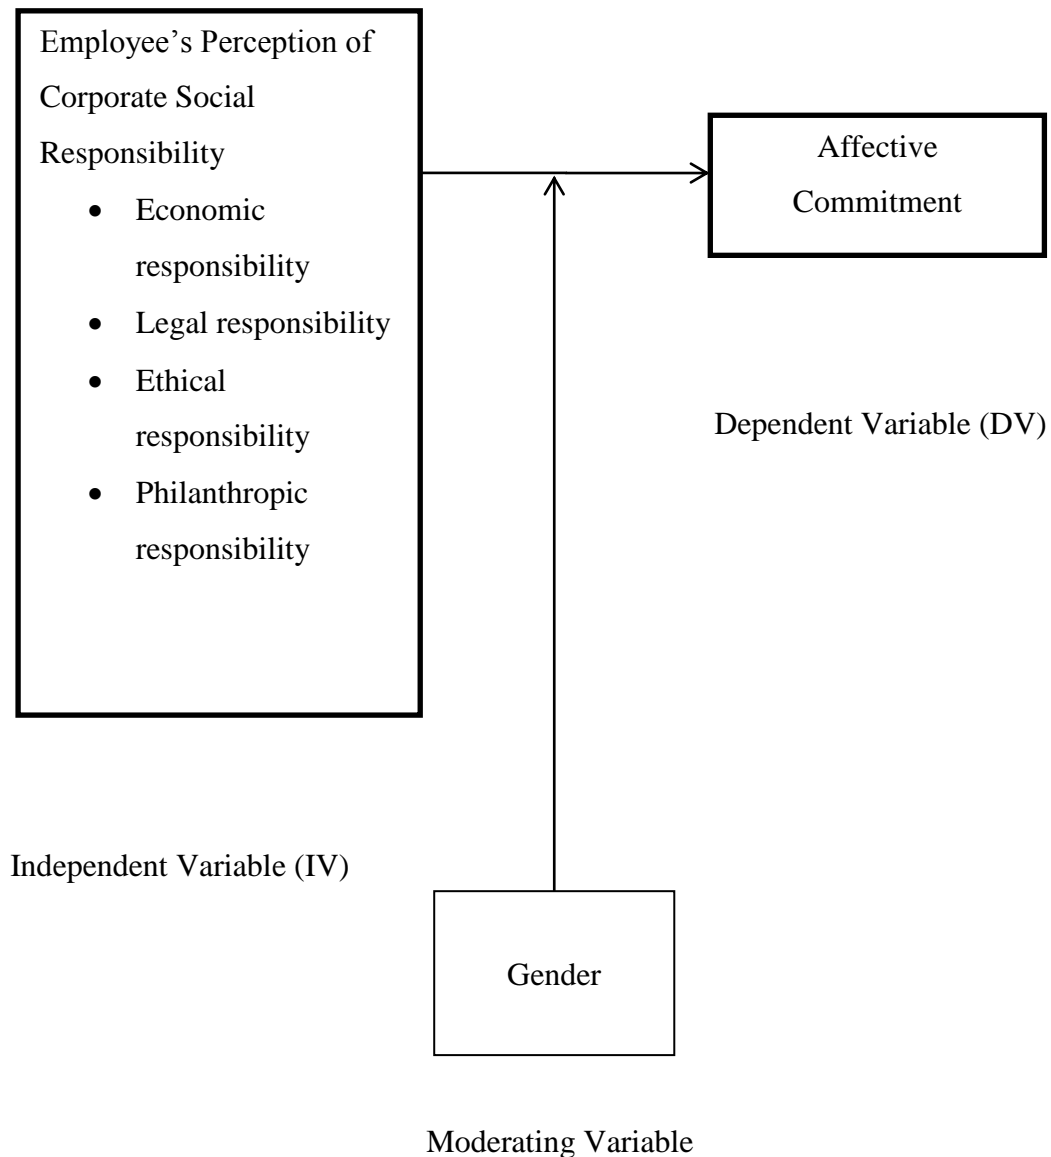 Employee’s Perception of
Corporate Social
Responsibility
• Economic
responsibility
• Legal responsibility
• Ethical
responsibility
• Philanthropic
responsibility
Affective
Commitment
Dependent Variable (DV)
Independent Variable (IV)
Gender
Moderating Variable